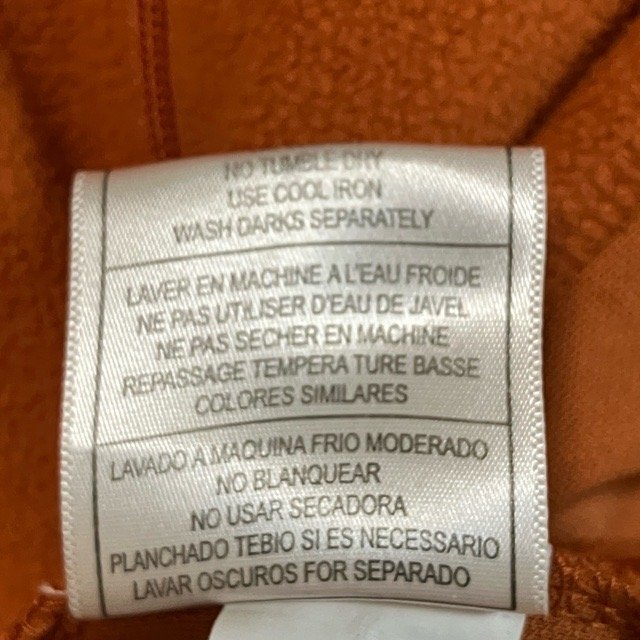 NO TUMBLE DRY
USE COOL IRON
WASH DARKS SEPARATELY
LAVER EN MACHINE A L'EAU FROIDE
NE PAS UTILISER D'EAU DE JAVEL
NE PAS SECHER EN MACHINE
REPASSAGE TEMPERATURE BASSE
COLORES SIMILARES
LAVADO A MAQUINA FRIO MODERADO
NO BLANQUEAR
NO USAR SECADORA
PLANCHADO TEBIO SI ES NECESSARIO
LAVAR OSCUROS FOR SEPARADO